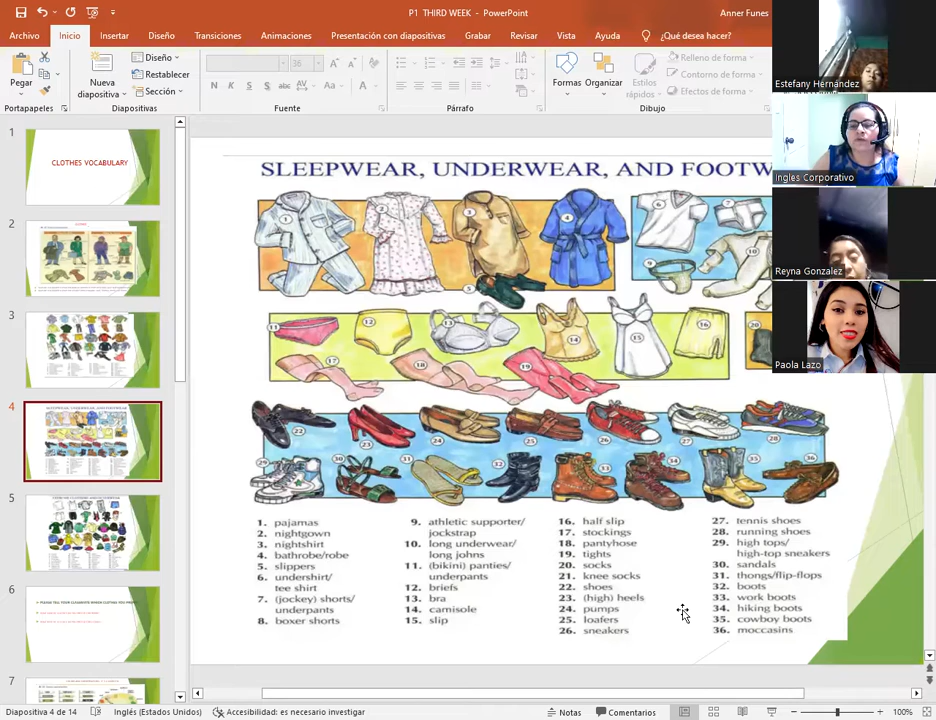 P1 THIRD WEEK - PowerPoint
Anner Funes
Archivo Inicio Insertar Diseño Transiciones Animaciones Presentación con diapositivas Grabar Revisar Vista Ayuda ¿Qué desea hacer?
Pegar
Nueva diapositiva
Diseño
Restablecer
Sección
36
N K S S
Aa
A
Formas
Organizar
Estilos rápidos
Relleno de forma
Contorno de forma
Efectos de forma
Portapapeles
Diapositivas
Fuente
Párrafo
Dibujo
Estefany Hernández
Ingles Corporativo
Reyna Gonzalez
Paola Lazo
1
CLOTHES VOCABULARY
2
3
4
5
6
7
SLEEPWEAR, UNDERWEAR, AND FOOTW
1. pajamas
2. nightgown
3. nightshirt
4. bathrobe/robe
5. slippers
6. undershirt/
tee shirt
7. (jockey) shorts/
underpants
8. boxer shorts
9. athletic supporter/
jockstrap
10. long underwear/
long johns
11. (bikini) panties/
underpants
12. briefs
13. bra
14. camisole
15. slip
16. half slip
17. stockings
18. pantyhose
19. tights
20. socks
21. knee socks
22. shoes
23. (high) heels
24. pumps
25. loafers
26. sneakers
27. tennis shoes
28. running shoes
29. high tops/
high-top sneakers
30. sandals
31. thongs/flip-flops
32. boots
33. work boots
34. hiking boots
35. cowboy boots
36. moccasins
Diapositiva 4 de 14
Inglés (Estados Unidos)
Accesibilidad: es necesario investigar
Notas
Comentarios
100%